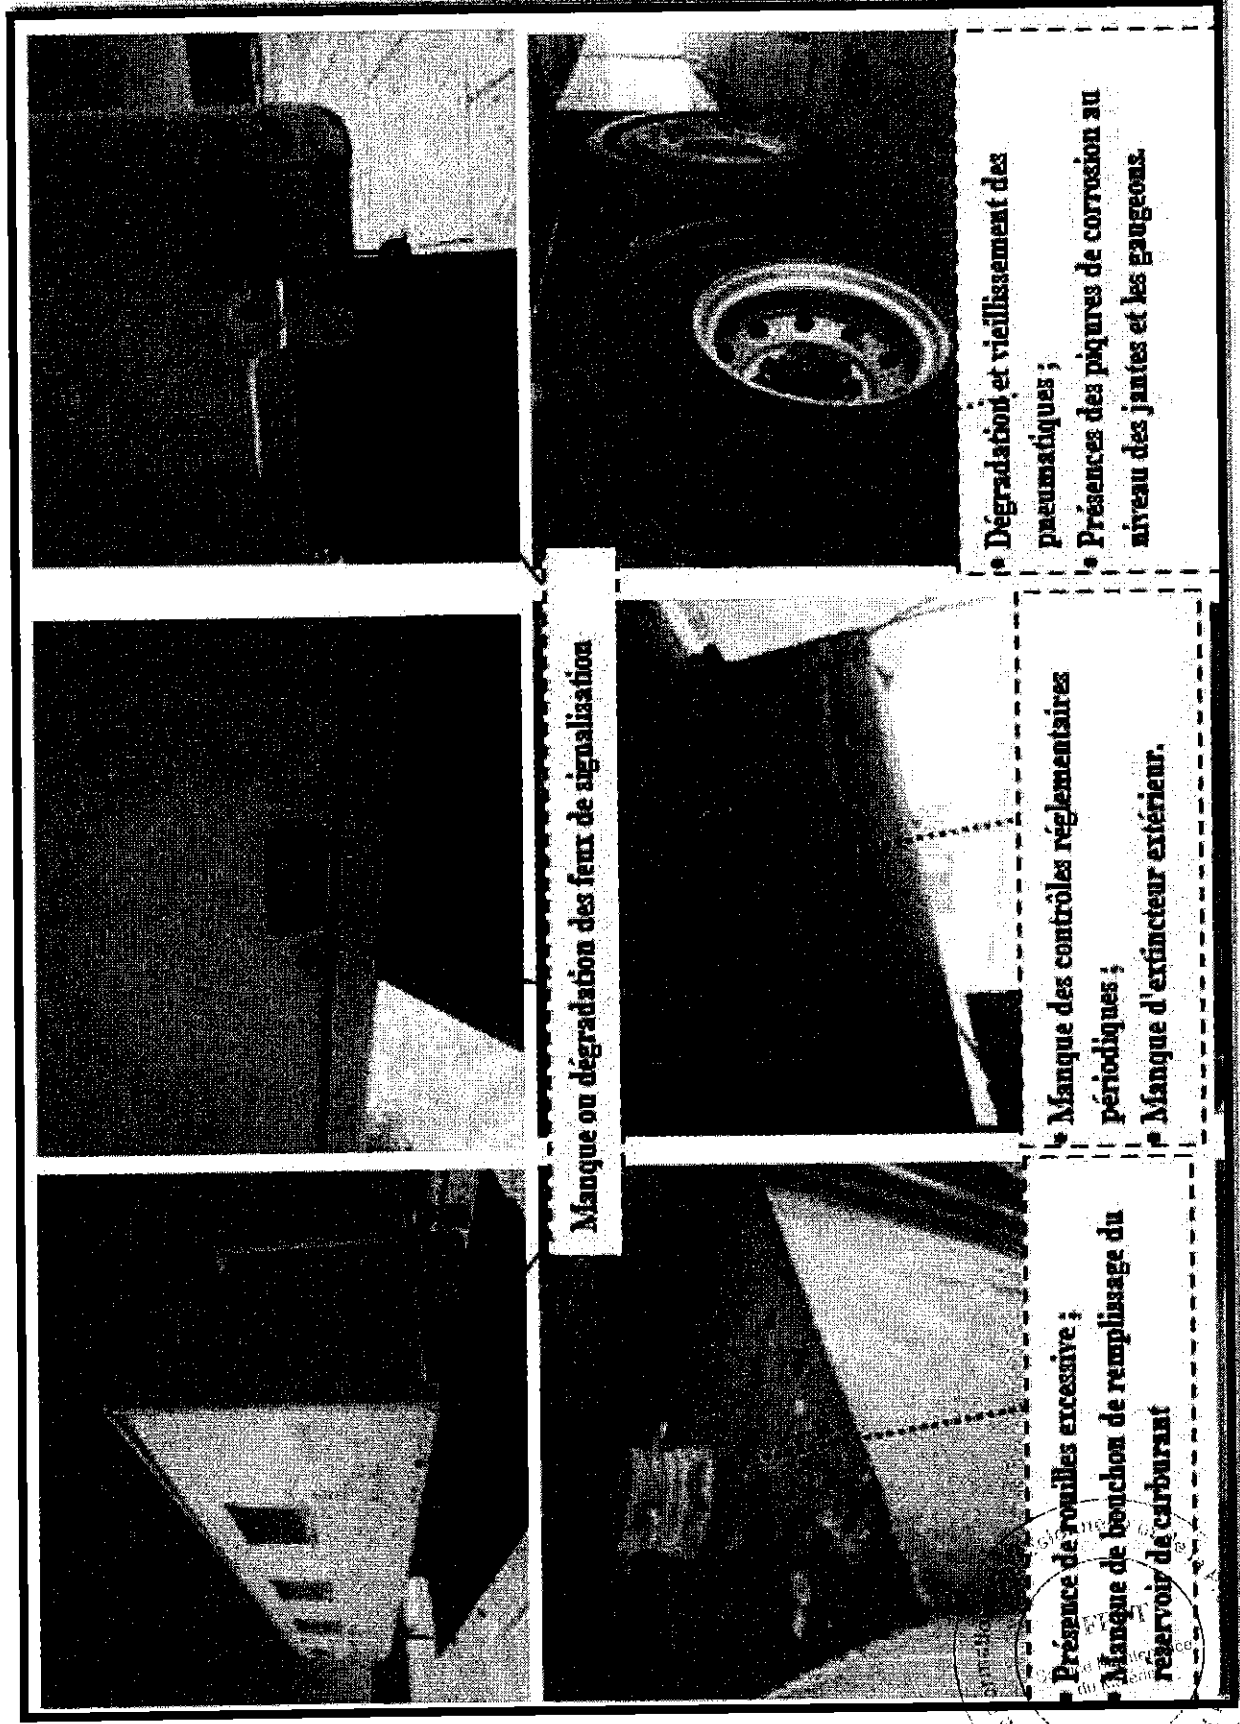 Manque ou dégradation des feux de signalisation
• Présence de rouilles excessive ;
• Manque de bouchon de remplissage du
réservoir de carburant
• Manque des contrôles réglementaires
périodiques ;
• Manque d'extincteur extérieur.
• Dégradation et vieillissement des
pneumatiques ;
• Présences des piqures de corrosion au
niveau des jantes et les gaugeons.